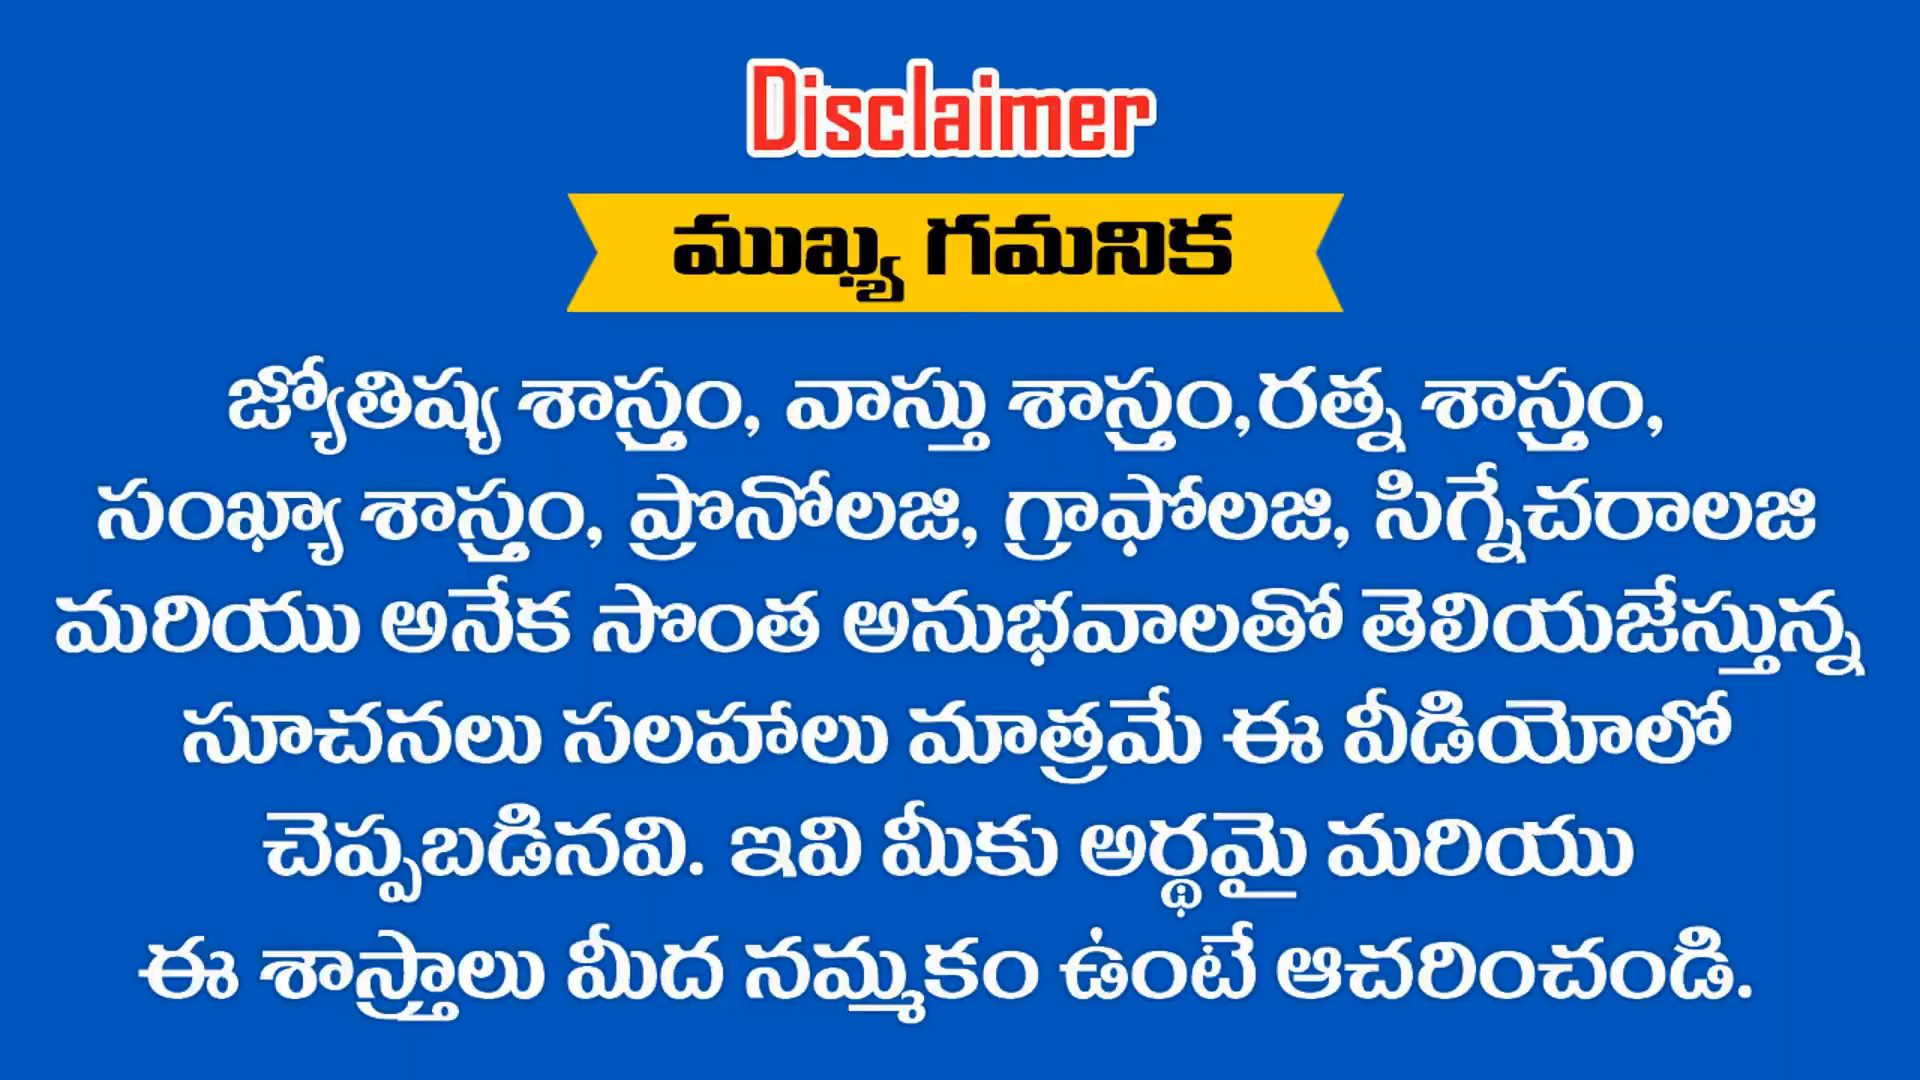 Disclaimer
ముఖ్య గమనిక
జ్యోతిష్య శాస్త్రం, వాస్తు శాస్త్రం,రత్న శాస్త్రం,
సంఖ్యా శాస్త్రం, ప్రొనోలజి, గ్రాఫోలజి, సిగ్నేచరాలజి
మరియు అనేక సొంత అనుభవాలతో తెలియజేస్తున్న
సూచనలు సలహాలు మాత్రమే ఈ వీడియోలో
చెప్పబడినవి. ఇవి మీకు అర్థమై మరియు
ఈ శాస్త్రాలు మీద నమ్మకం ఉంటే ఆచరించండి.